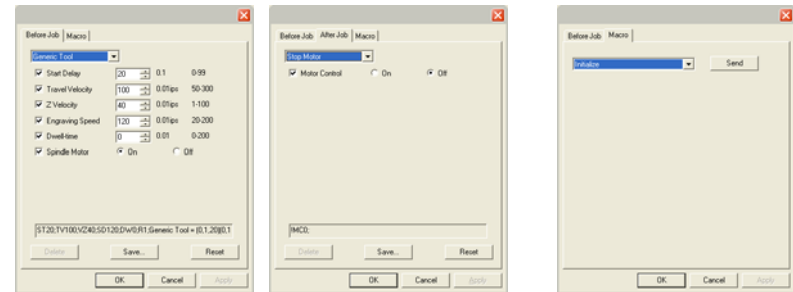 Before Job Macro
Generic Tool
Start Delay 20 0.1 0-99
Travel Velocity 100 0.01ips 50-300
Z Velocity 40 0.01ips 1-100
Engraving Speed 120 0.01ips 20-200
Dwell-time 0 0.01 0-200
Spindle Motor On Off
ST20;TV100;VZ40;SD120;DW0;R1;Generic Tool = (0,1,20)(0,1
Delete Save... Reset
OK Cancel Apply
Before Job After Job Macro
Stop Motor
Motor Control On Off
!MC0;
Delete Save... Reset
OK Cancel Apply
Before Job Macro
Initialize Send
OK Cancel Apply